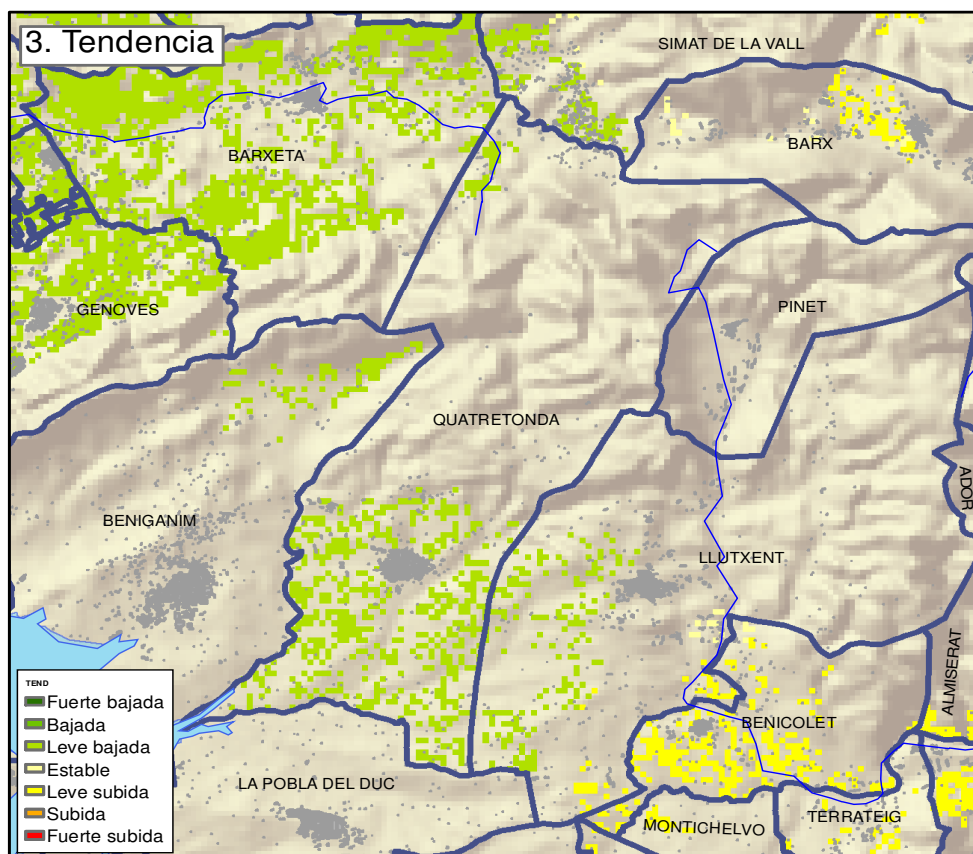 3. Tendencia
SIMAT DE LA VALL
BARX
BARXETA
GENOVES
PINET
QUATRETONDA
ADOR
BENIGANIM
LLUTXENT
ALMISERAT
BENICOLET
LA POBLA DEL DUC
MONTICHELVO
TERRATEIG
TEND
Fuerte bajada
Bajada
Leve bajada
Estable
Leve subida
Subida
Fuerte subida